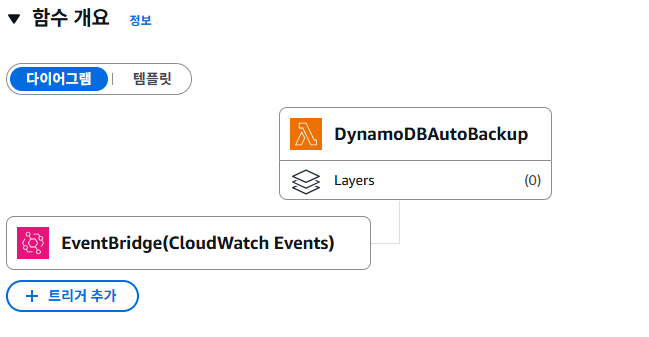 함수 개요 정보
다이어그램 템플릿
DynamoDBAutoBackup
Layers (0)
EventBridge(CloudWatch Events)
트리거 추가